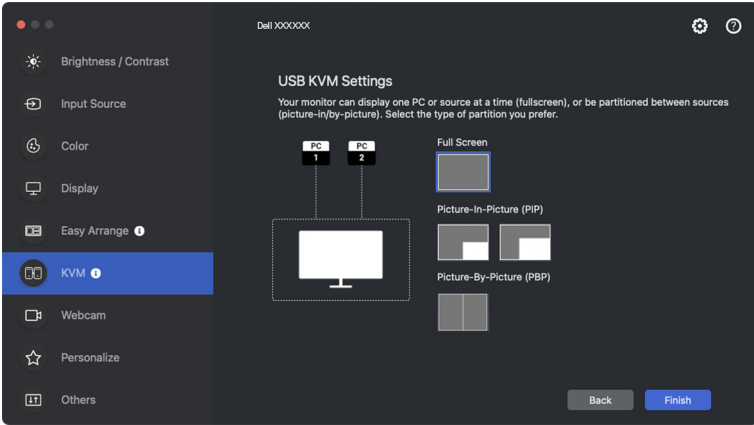 Dell XXXXXX
Brightness / Contrast
Input Source
Color
Display
Easy Arrange
KVM
Webcam
Personalize
Others
USB KVM Settings
Your monitor can display one PC or source at a time (fullscreen), or be partitioned between sources
(picture-in/by-picture). Select the type of partition you prefer.
PC
1
PC
2
Full Screen
Picture-In-Picture (PIP)
Picture-By-Picture (PBP)
Back
Finish